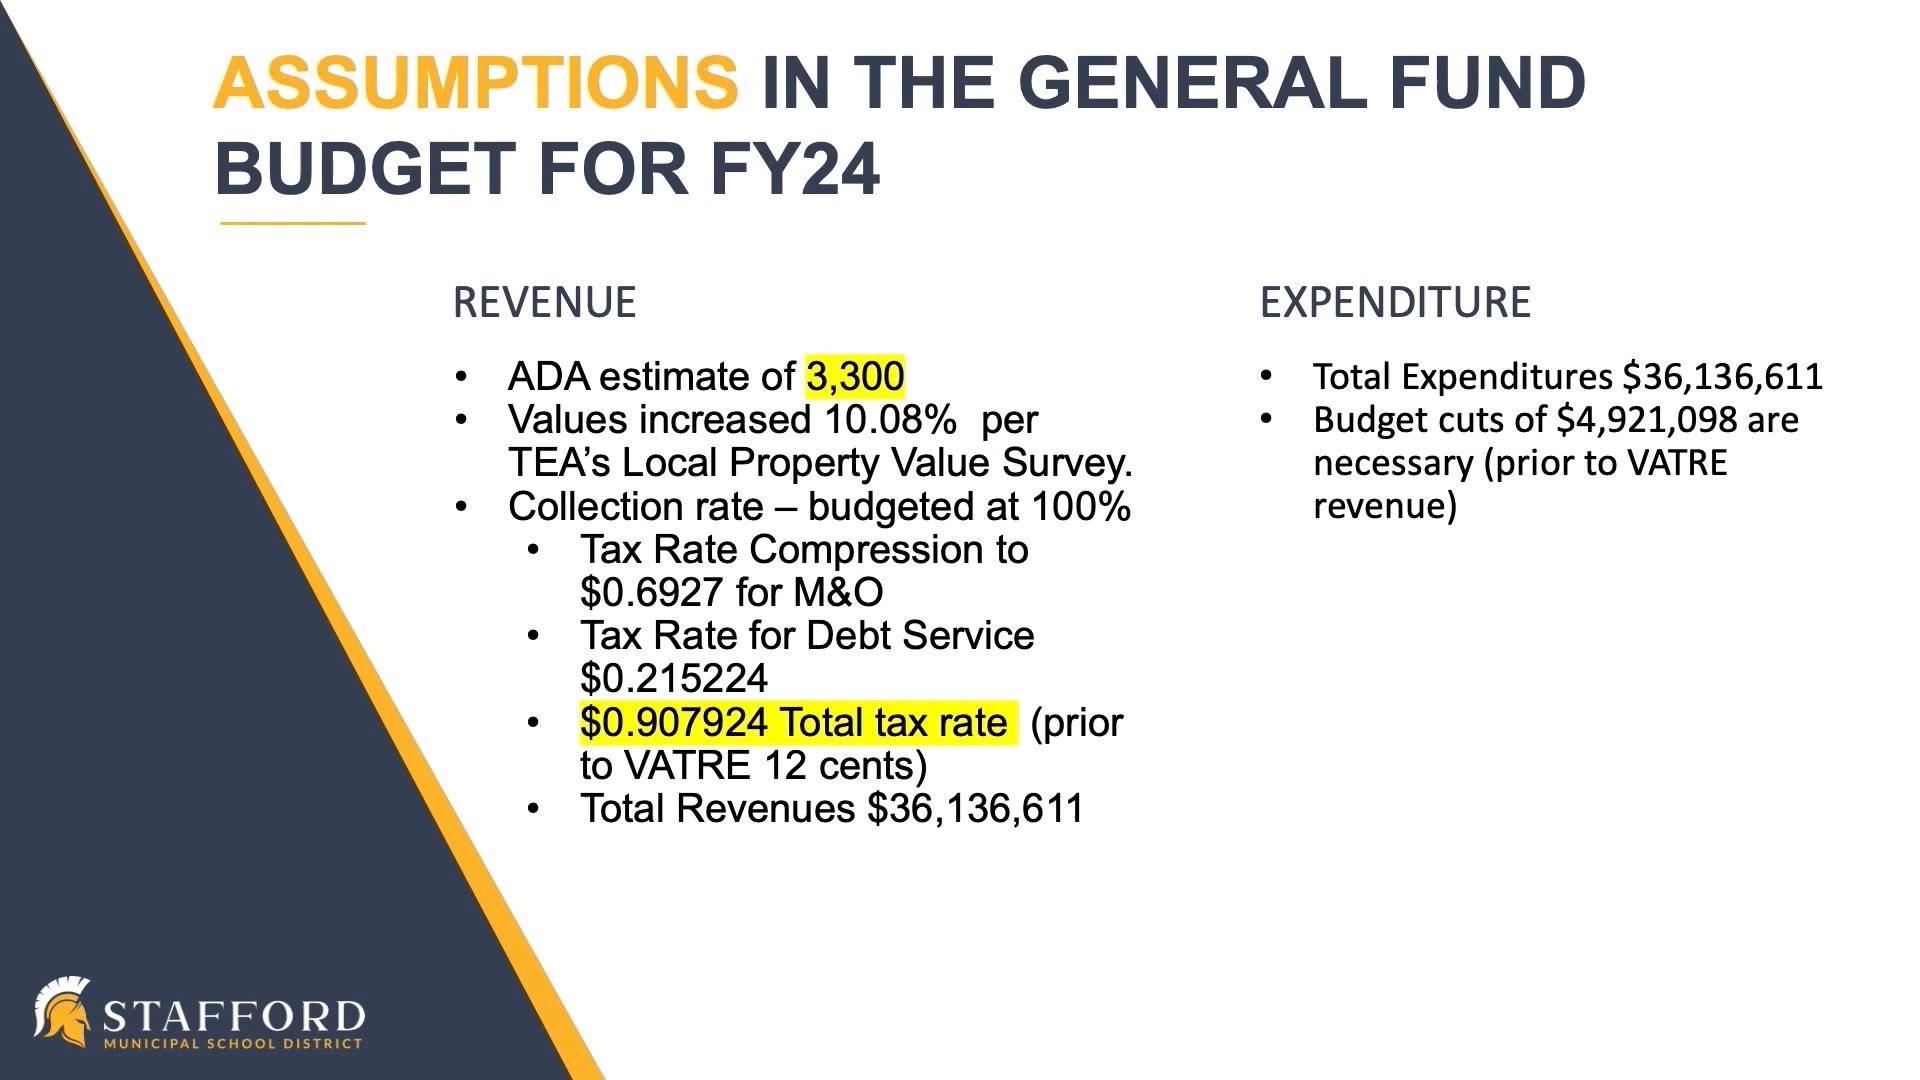 ASSUMPTIONS IN THE GENERAL FUND
BUDGET FOR FY24
REVENUE
• ADA estimate of 3,300
• Values increased 10.08%  per
TEA’s Local Property Value Survey.
• Collection rate – budgeted at 100%
• Tax Rate Compression to
$0.6927 for M&O
• Tax Rate for Debt Service
$0.215224
• $0.907924 Total tax rate  (prior
to VATRE 12 cents)
• Total Revenues $36,136,611
EXPENDITURE
• Total Expenditures $36,136,611
• Budget cuts of $4,921,098 are
necessary (prior to VATRE
revenue)
STAFFORD
MUNICIPAL SCHOOL DISTRICT